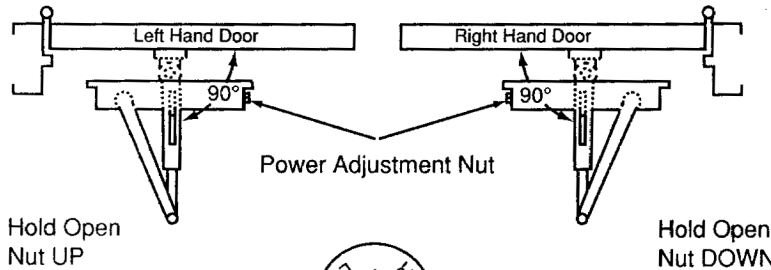 Left Hand Door
Right Hand Door
90°
90°
Power Adjustment Nut
Hold Open
Nut UP
Hold Open
Nut DOWN